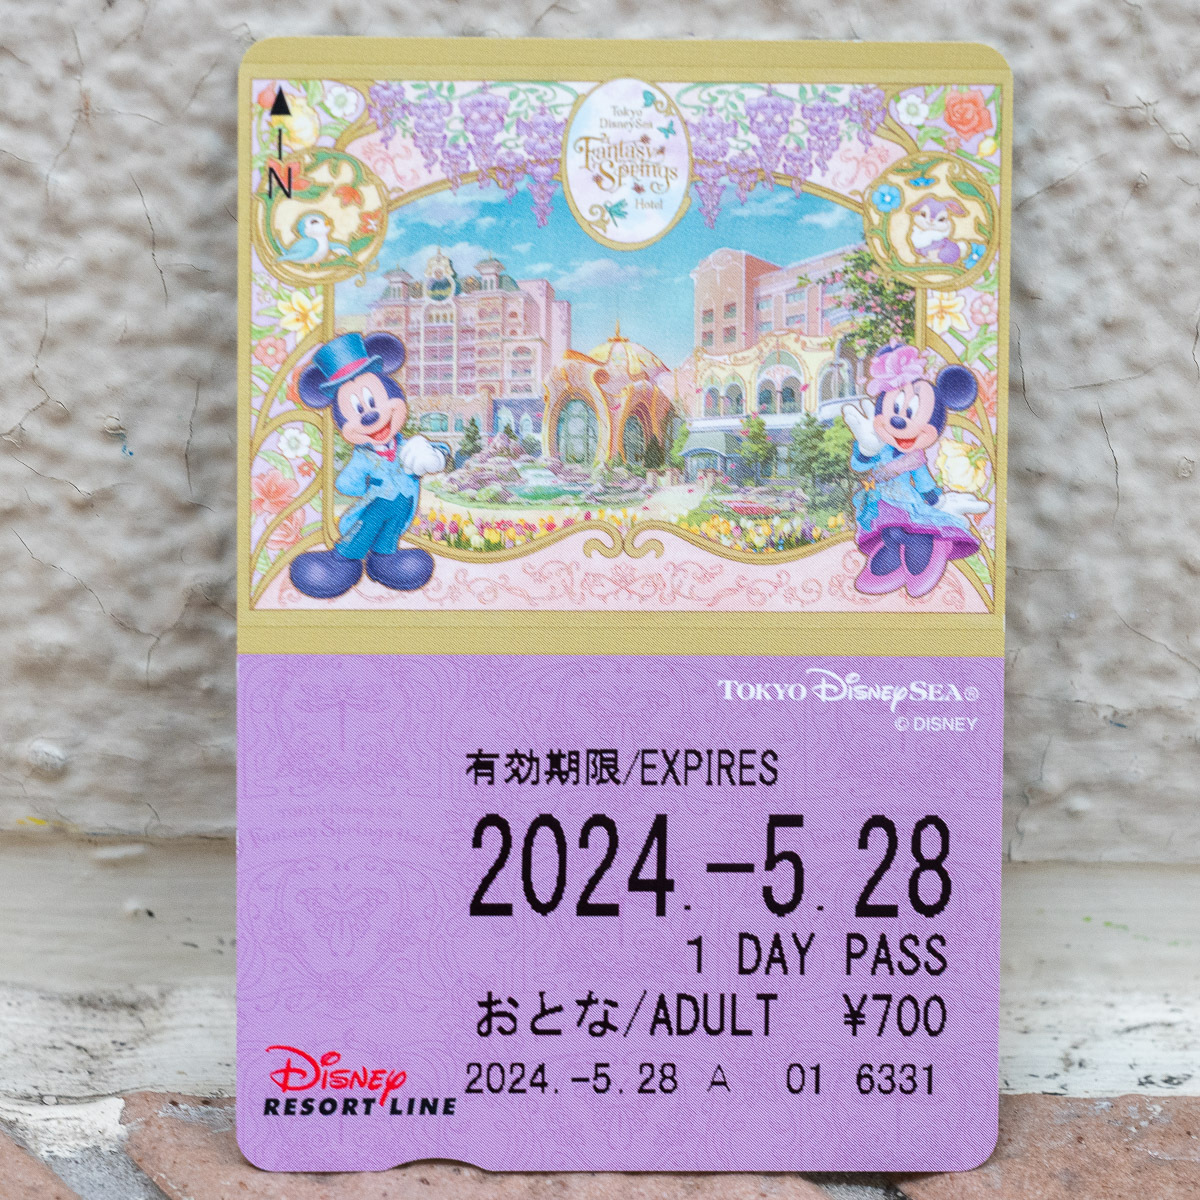 N
Tokyo
DisneySea
Fantasy
Springs
Hotel
TOKYO DISNEYSEA®
© DISNEY
有効期限/EXPIRES
2024.-5.28
1 DAY PASS
おとな/ADULT ¥700
2024.-5.28 A 01 6331
DISNEY
RESORT LINE